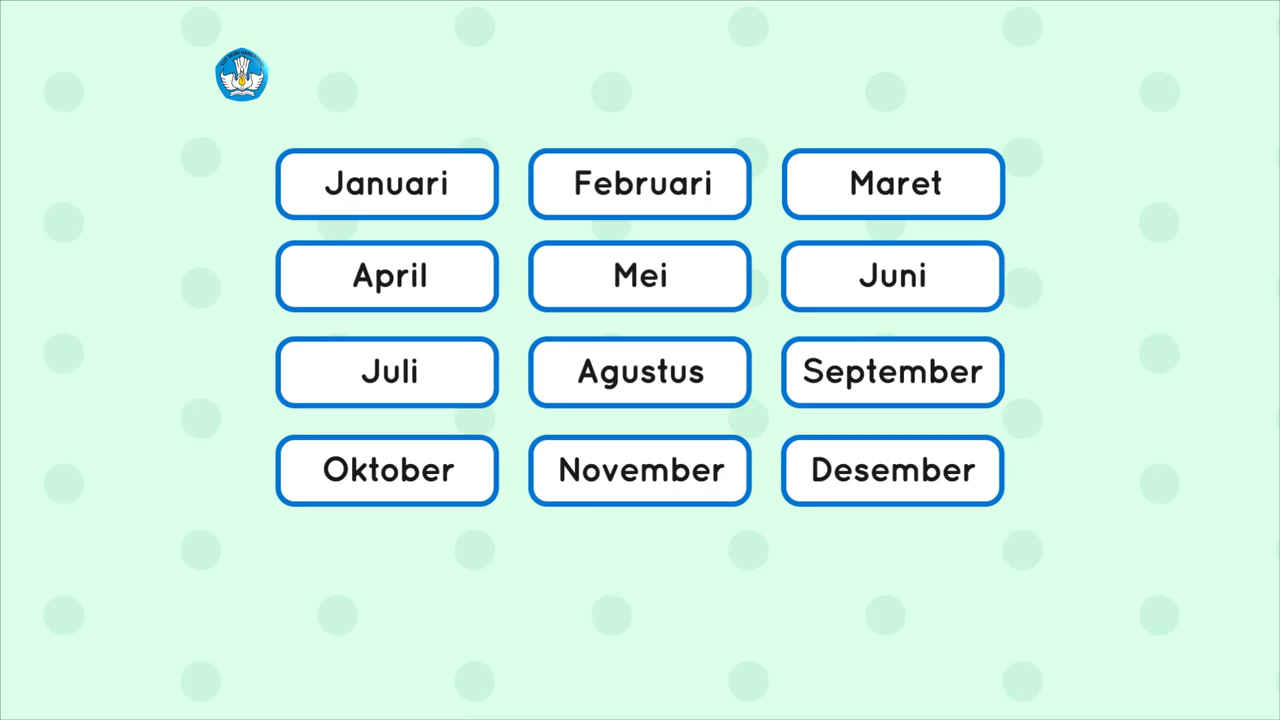 Januari
Februari
Maret
April
Mei
Juni
Juli
Agustus
September
Oktober
November
Desember